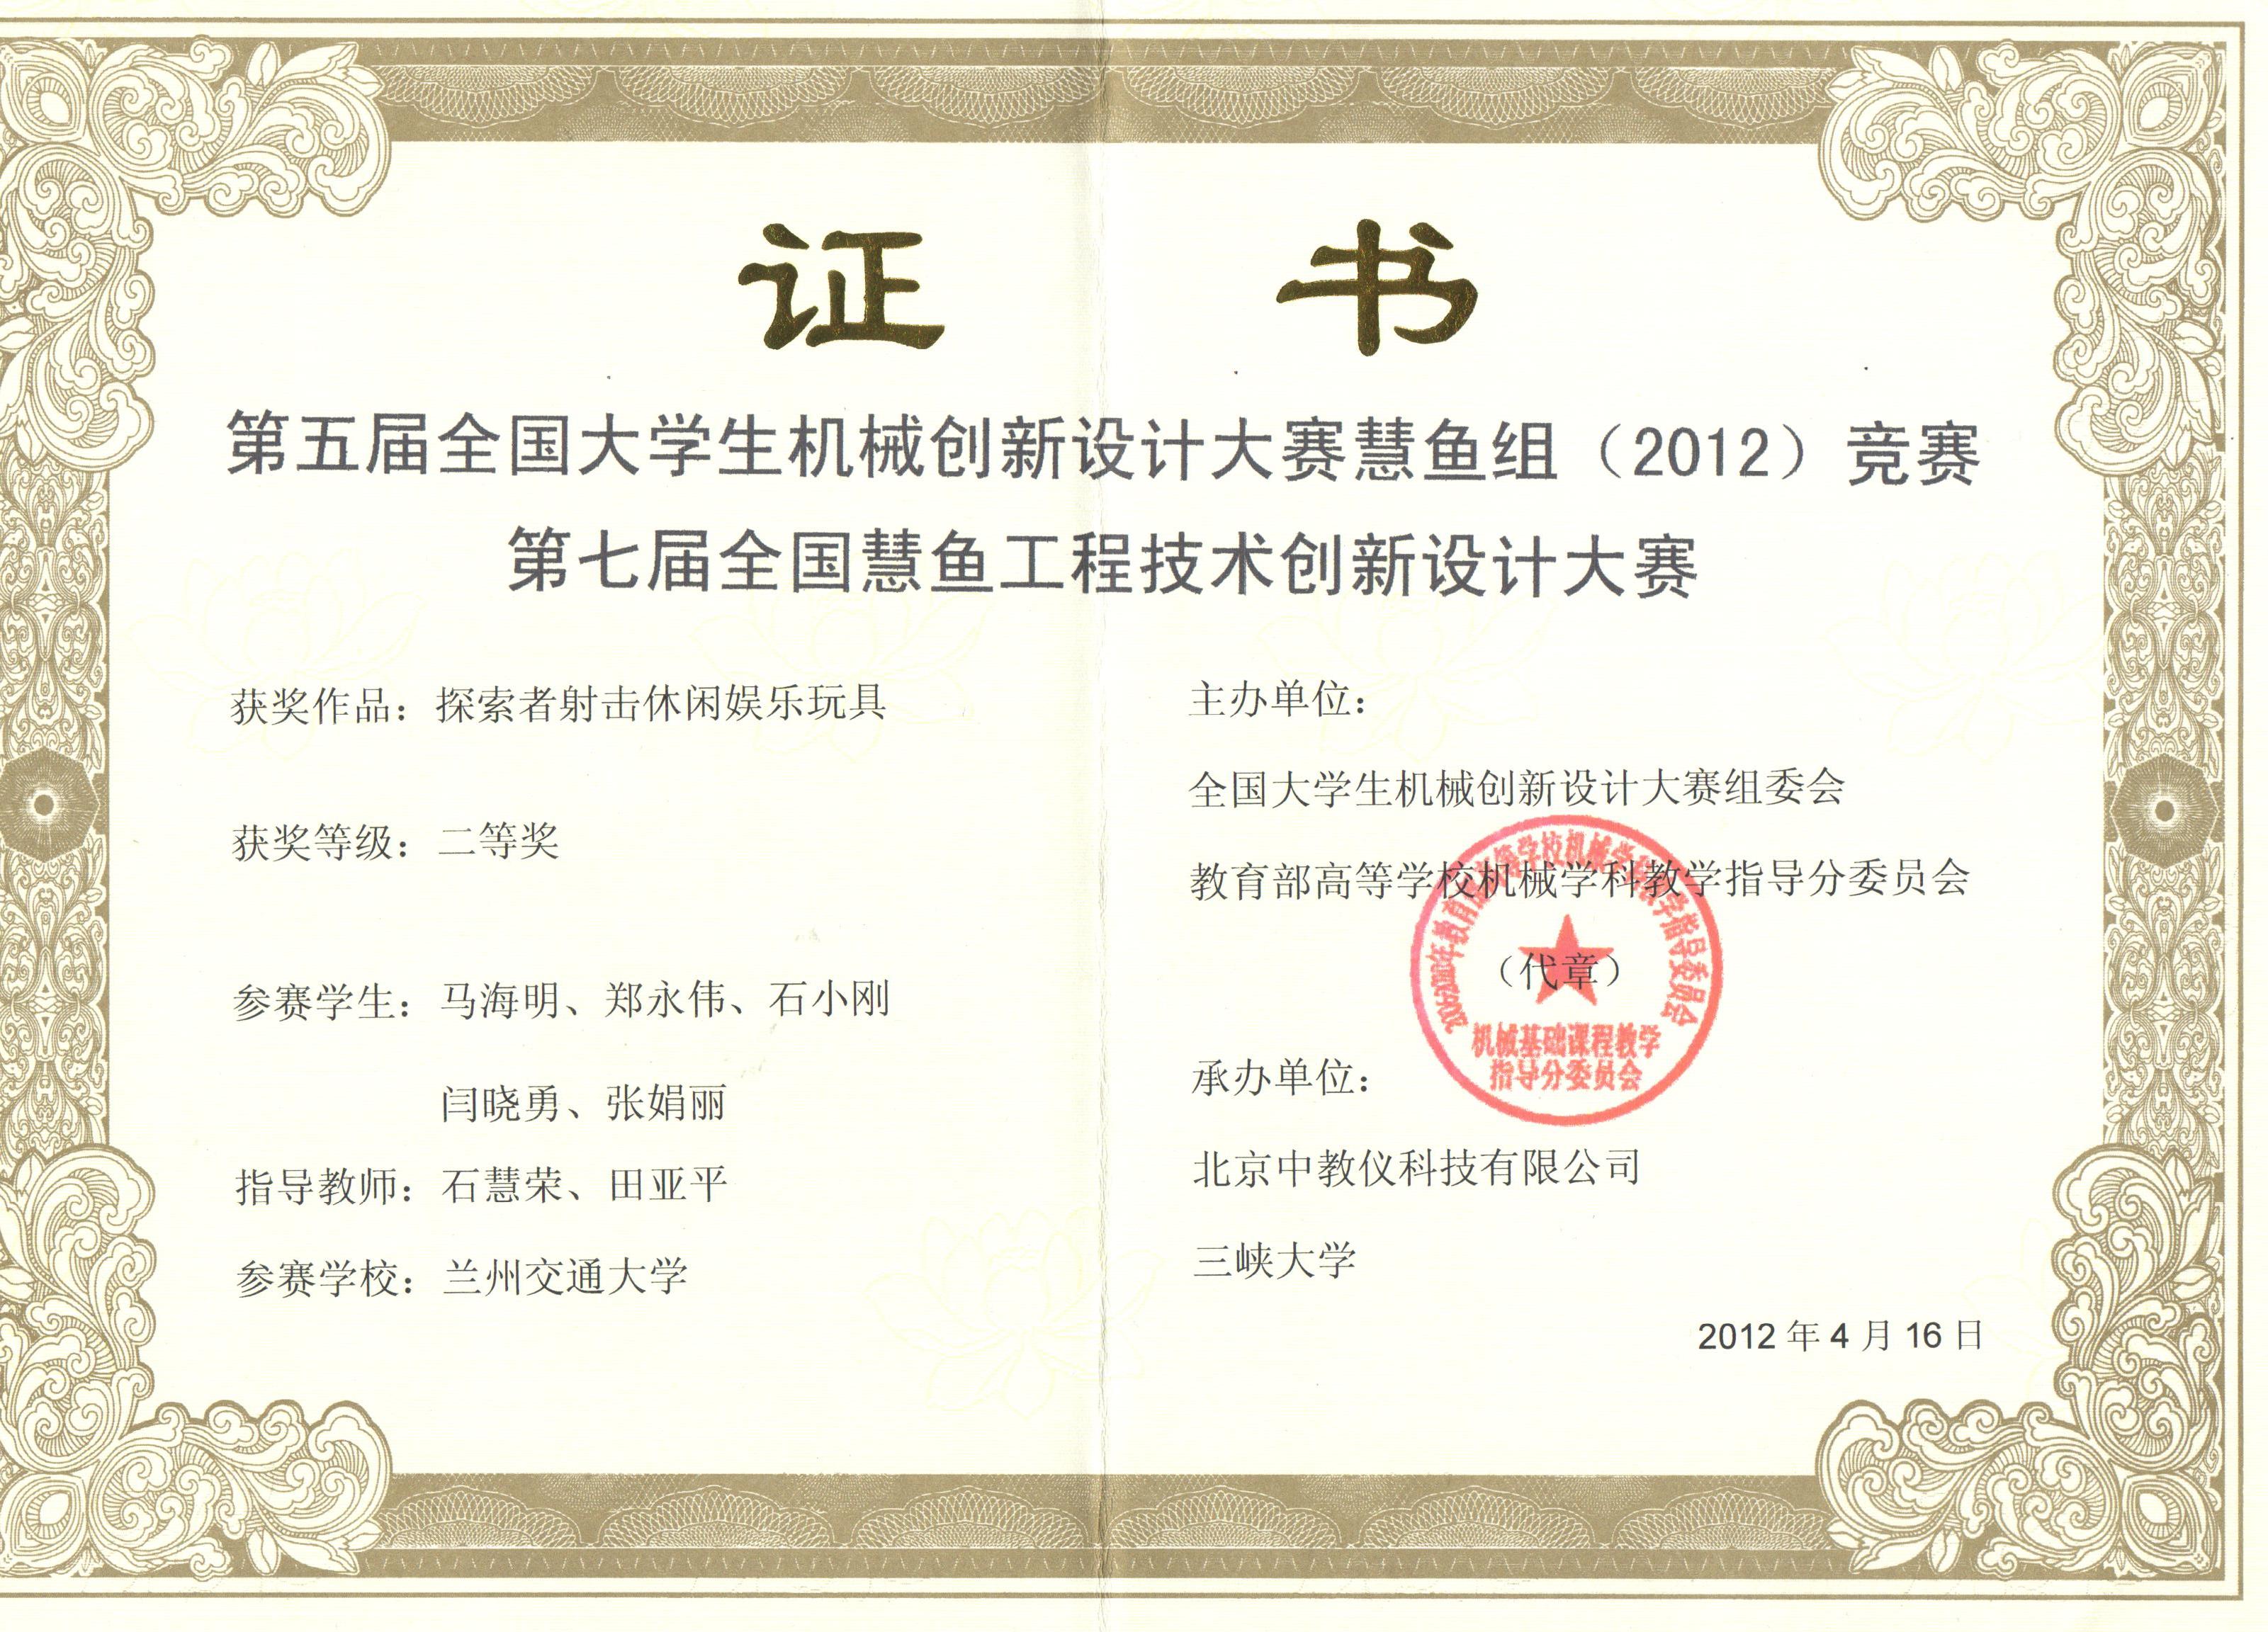 证 书
第五届全国大学生机械创新设计大赛慧鱼组（2012）竞赛
第七届全国慧鱼工程技术创新设计大赛
获奖作品：探索者射击休闲娱乐玩具
获奖等级：二等奖
参赛学生：马海明、郑永伟、石小刚
闫晓勇、张娟丽
指导教师：石慧荣、田亚平
参赛学校：兰州交通大学
主办单位：
全国大学生机械创新设计大赛组委会
教育部高等学校机械学科教学指导分委员会
（代章）
机械基础课程教学
指导分委员会
承办单位：
北京中教仪科技有限公司
三峡大学
2012 年 4 月 16 日